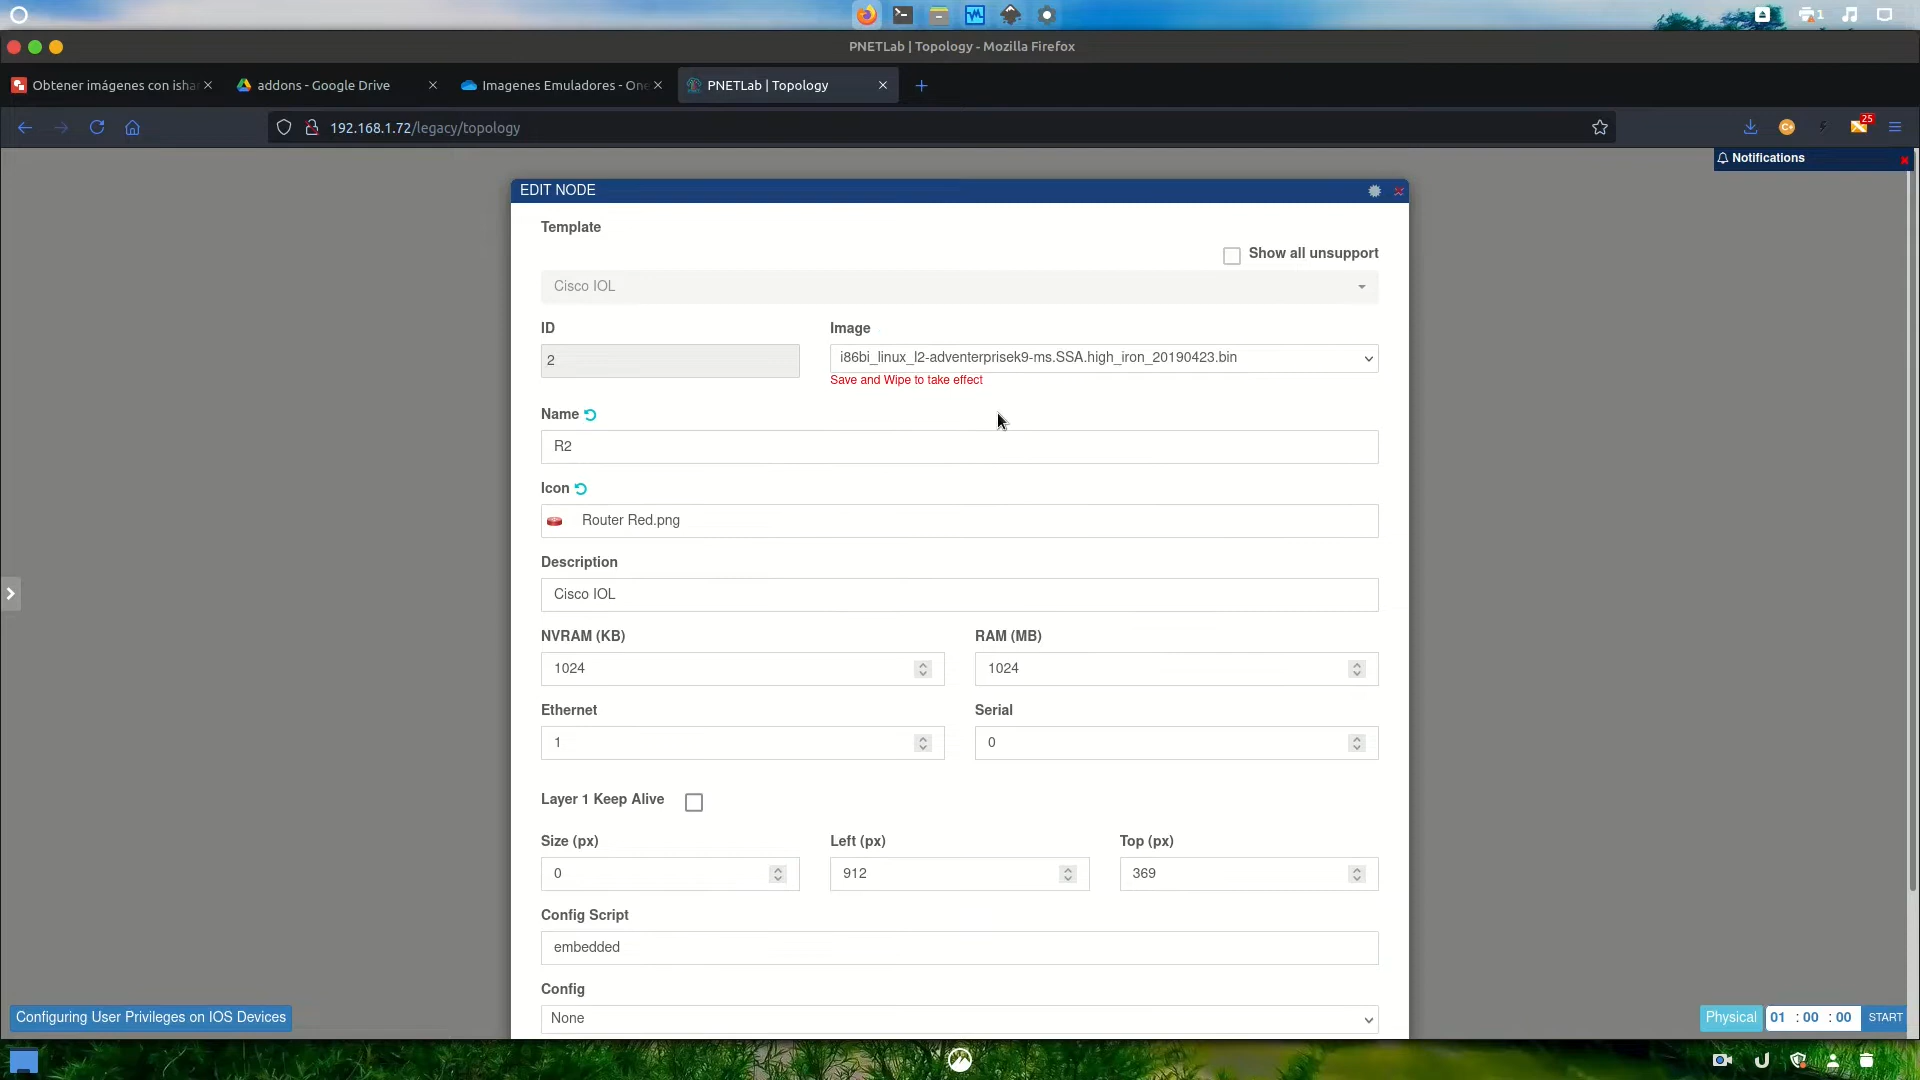 1
PNETLab | Topology - Mozilla Firefox
Obtener imágenes con isha
addons - Google Drive
Imagenes Emuladores - One
PNETLab | Topology
192.168.1.72/legacy/topology
25
Notifications
EDIT NODE
Template
Show all unsupport
Cisco IOL
ID
Image
2
i86bi_linux_l2-adventerprisek9-ms.SSA.high_iron_20190423.bin
Save and Wipe to take effect
Name
R2
Icon
Router Red.png
Description
Cisco IOL
NVRAM (KB)
RAM (MB)
1024
1024
Ethernet
Serial
1
0
Layer 1 Keep Alive
Size (px)
Left (px)
Top (px)
0
912
369
Config Script
embedded
Config
None
Configuring User Privileges on IOS Devices
Physical
01 : 00 : 00
START